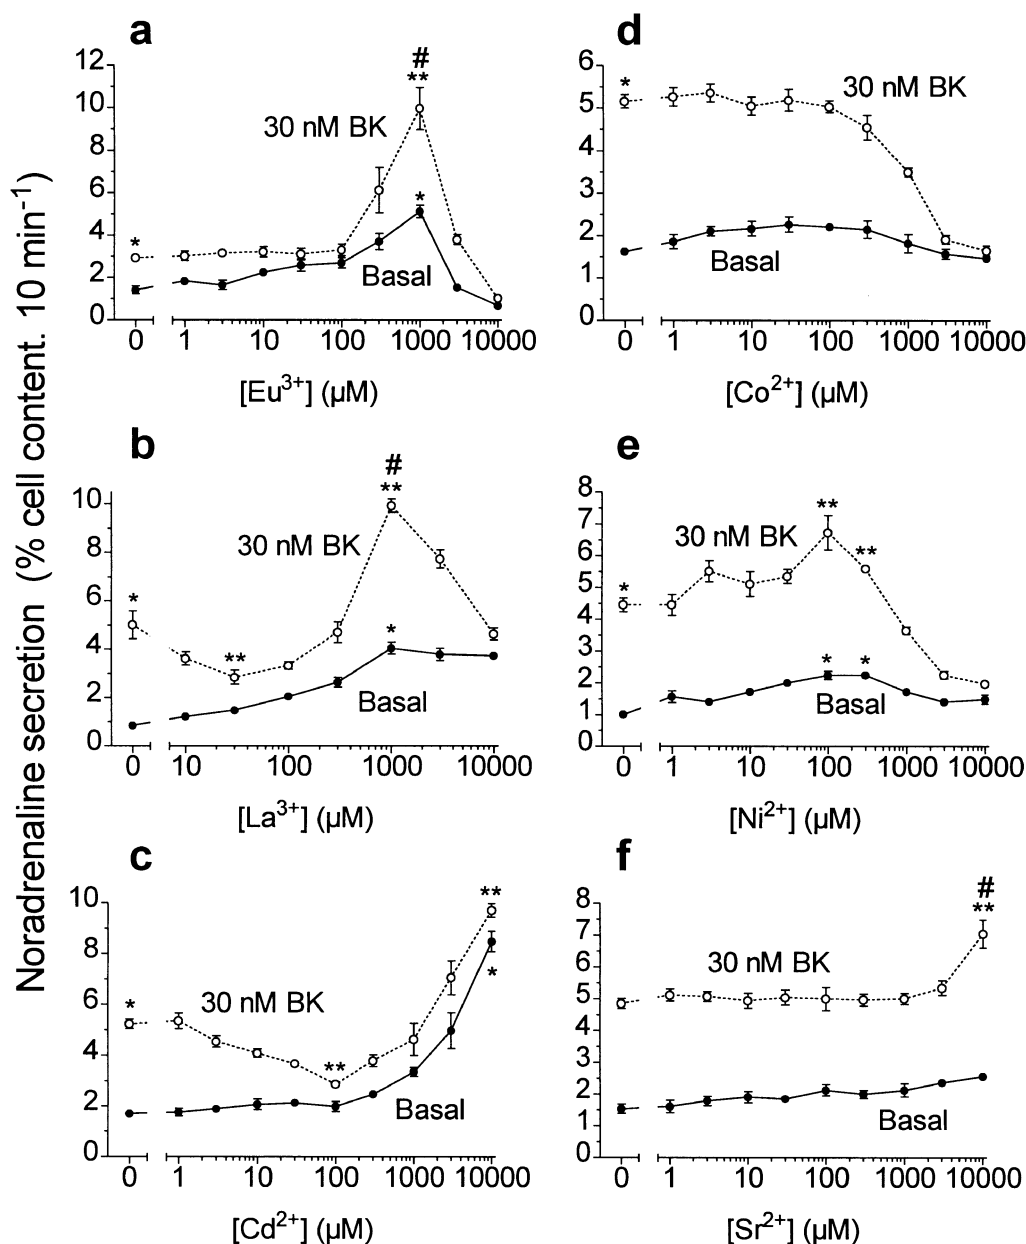 Noradrenaline secretion (% cell content. 10 min⁻¹)
a
12
10
8
6
4
2
0
#
**
30 nM BK
*
*
Basal
0 1 10 100 1000 10000
[Eu³⁺] (µM)
b
10
8
6
4
2
0
#
**
30 nM BK
*
**
*
Basal
0 10 100 1000 10000
[La³⁺] (µM)
c
10
8
6
4
2
0
**
*
*
30 nM BK
**
Basal
0 1 10 100 1000 10000
[Cd²⁺] (µM)
d
6
5
4
3
2
1
0
*
30 nM BK
Basal
0 1 10 100 1000 10000
[Co²⁺] (µM)
e
8
7
6
5
4
3
2
1
0
**
30 nM BK
**
*
* *
Basal
0 1 10 100 1000 10000
[Ni²⁺] (µM)
f
8
7
6
5
4
3
2
1
0
#
**
30 nM BK
Basal
0 1 10 100 1000 10000
[Sr²⁺] (µM)